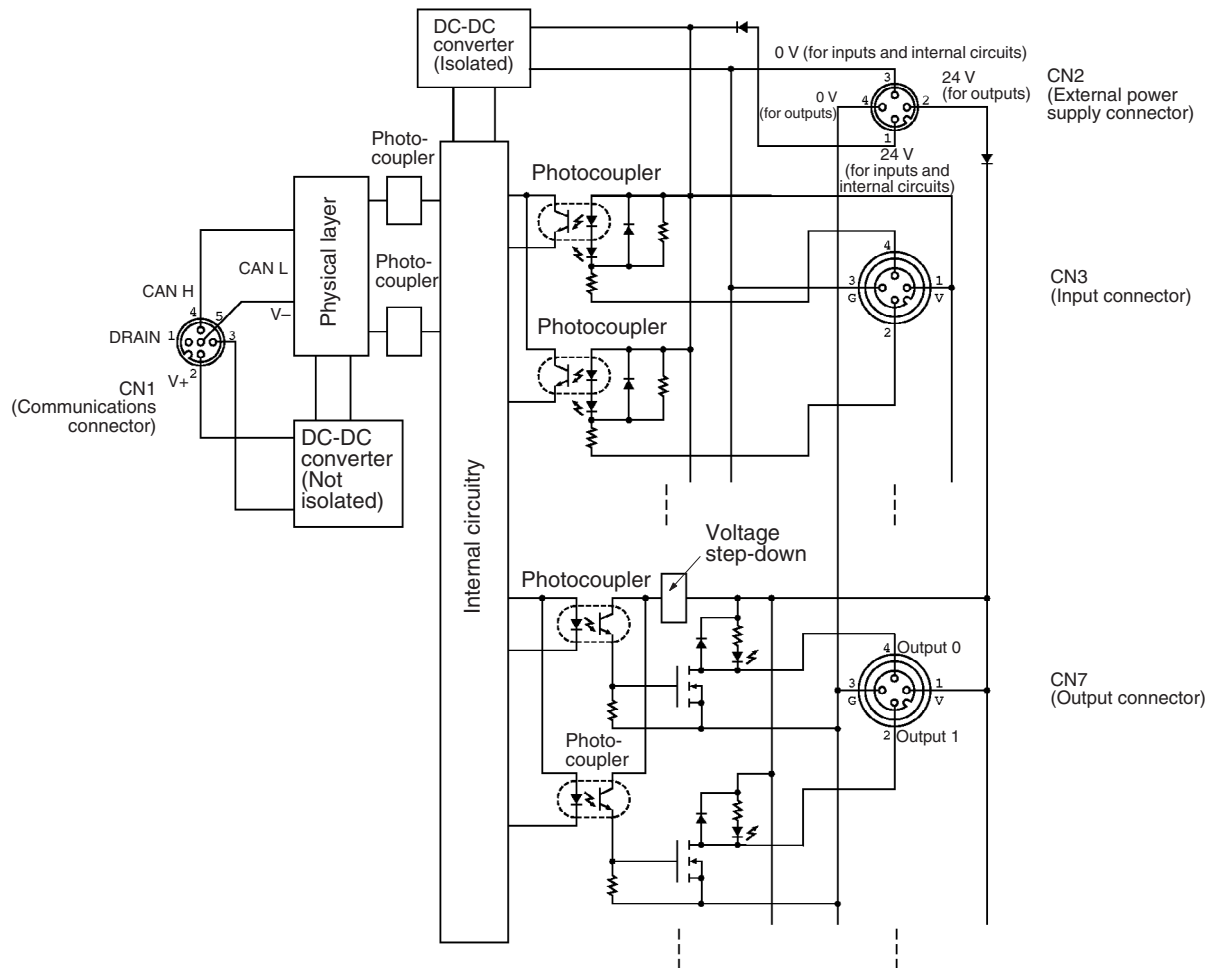 DC-DC
converter
(Isolated)
0 V (for inputs and internal circuits)
3
24 V
(for outputs)
CN2
(External power
supply connector)
0 V
(for outputs)
4
2
1
24 V
(for inputs and
internal circuits)
Photo-
coupler
Photocoupler
Physical layer
Photo-
coupler
CAN L
CAN H
V–
4
5
DRAIN
1
3
2
V+
CN1
(Communications
connector)
DC-DC
converter
(Not
isolated)
Internal circuitry
4
3
1
G
V
2
CN3
(Input connector)
Photocoupler
Voltage
step-down
Photocoupler
4
Output 0
3
1
G
V
2
Output 1
CN7
(Output connector)
Photo-
coupler